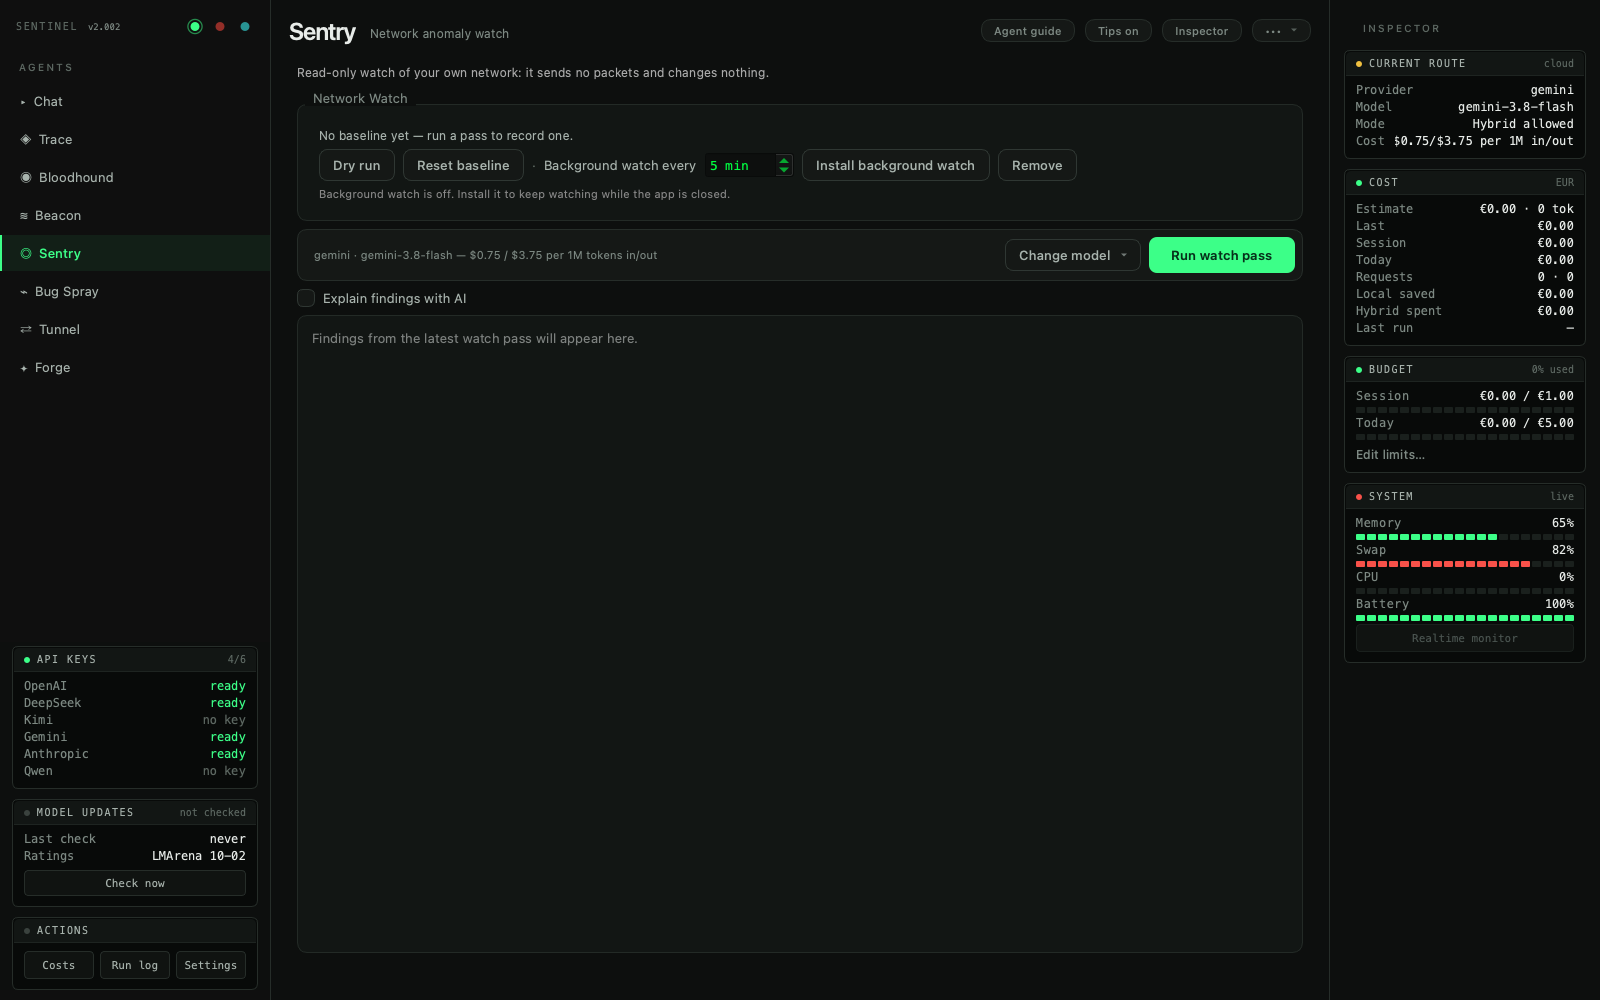 SENTINEL v2.002
AGENTS
Chat
Trace
Bloodhound
Beacon
Sentry
Bug Spray
Tunnel
Forge
API KEYS 4/6
OpenAI ready
DeepSeek ready
Kimi no key
Gemini ready
Anthropic ready
Qwen no key
MODEL UPDATES not checked
Last check never
Ratings LMArena 10-02
Check now
ACTIONS
Costs Run log Settings
Sentry Network anomaly watch
Agent guide Tips on Inspector ...
Read-only watch of your own network: it sends no packets and changes nothing.
Network Watch
No baseline yet — run a pass to record one.
Dry run Reset baseline · Background watch every 5 min Install background watch Remove
Background watch is off. Install it to keep watching while the app is closed.
gemini · gemini-3.8-flash — $0.75 / $3.75 per 1M tokens in/out Change model Run watch pass
Explain findings with AI
Findings from the latest watch pass will appear here.
INSPECTOR
CURRENT ROUTE cloud
Provider gemini
Model gemini-3.8-flash
Mode Hybrid allowed
Cost $0.75/$3.75 per 1M in/out
COST EUR
Estimate €0.00 · 0 tok
Last €0.00
Session €0.00
Today €0.00
Requests 0 · 0
Local saved €0.00
Hybrid spent €0.00
Last run —
BUDGET 0% used
Session €0.00 / €1.00
Today €0.00 / €5.00
Edit limits…
SYSTEM live
Memory 65%
Swap 82%
CPU 0%
Battery 100%
Realtime monitor